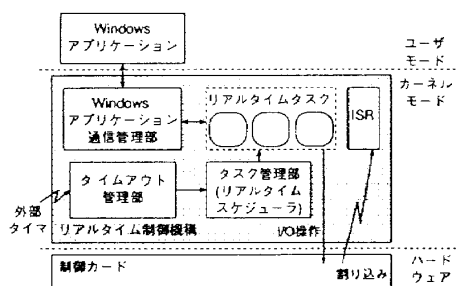 Windows
アプリケーション
ユーザ
モード
カーネル
モード
Windows
アプリケーション
通信管理部
リアルタイムタスク
ISR
タイムアウト
管理部
タスク管理部
(リアルタイム
スケジューラ)
外部
タイマ
リアルタイム制御機構
I/O操作
制御カード
割り込み
ハード
ウェア